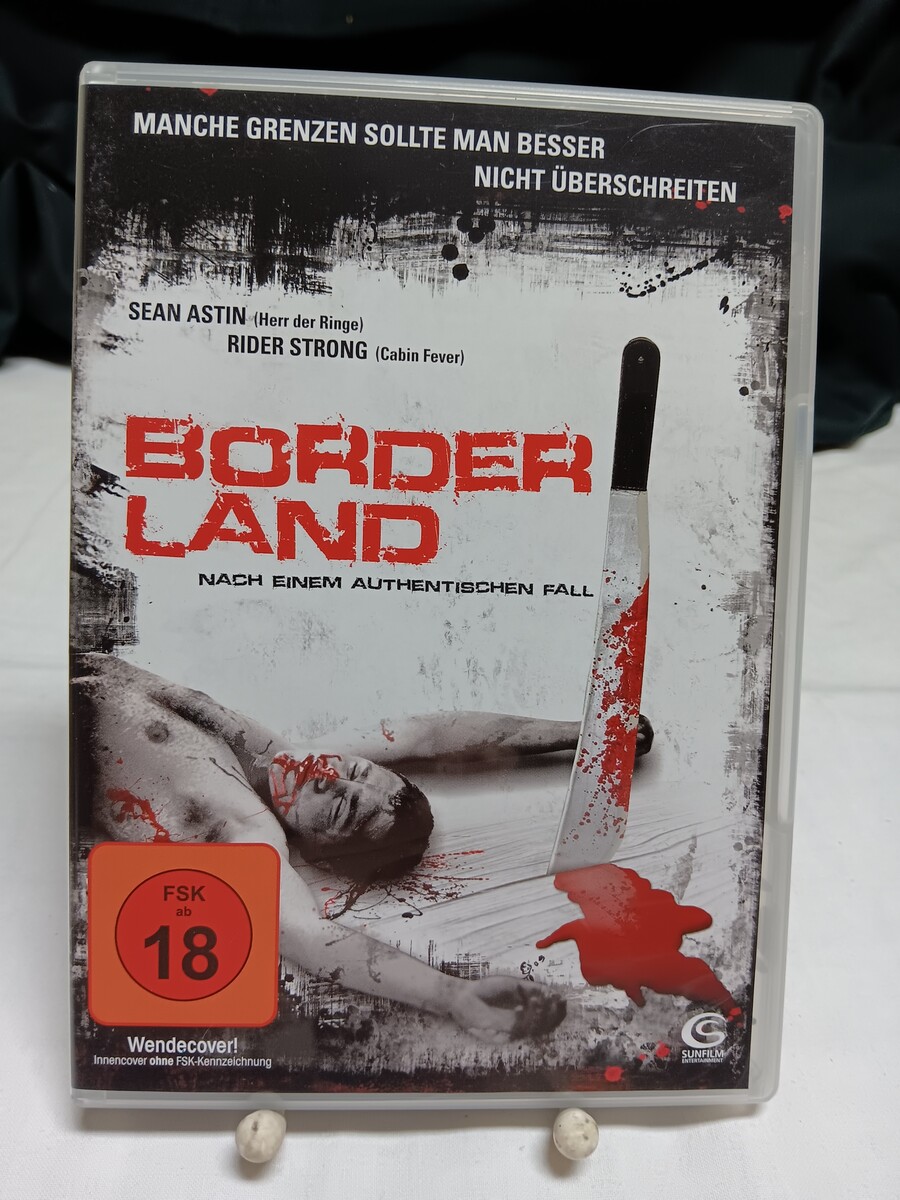 MANCHE GRENZEN SOLLTE MAN BESSER
NICHT ÜBERSCHREITEN
SEAN ASTIN (Herr der Ringe)
RIDER STRONG (Cabin Fever)
BORDER
LAND
NACH EINEM AUTHENTISCHEN FALL
FSK
ab
18
Wendecover!
Innencover ohne FSK-Kennzeichnung
SUNFILM
ENTERTAINMENT